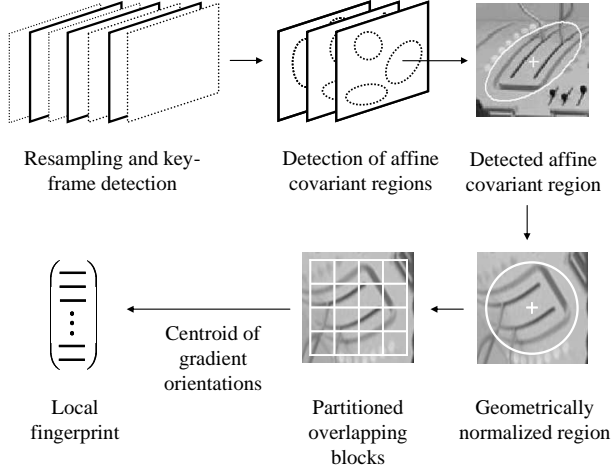 Resampling and key-
frame detection
Detection of affine
covariant regions
Detected affine
covariant region
Centroid of
gradient
orientations
Local
fingerprint
Partitioned
overlapping
blocks
Geometrically
normalized region